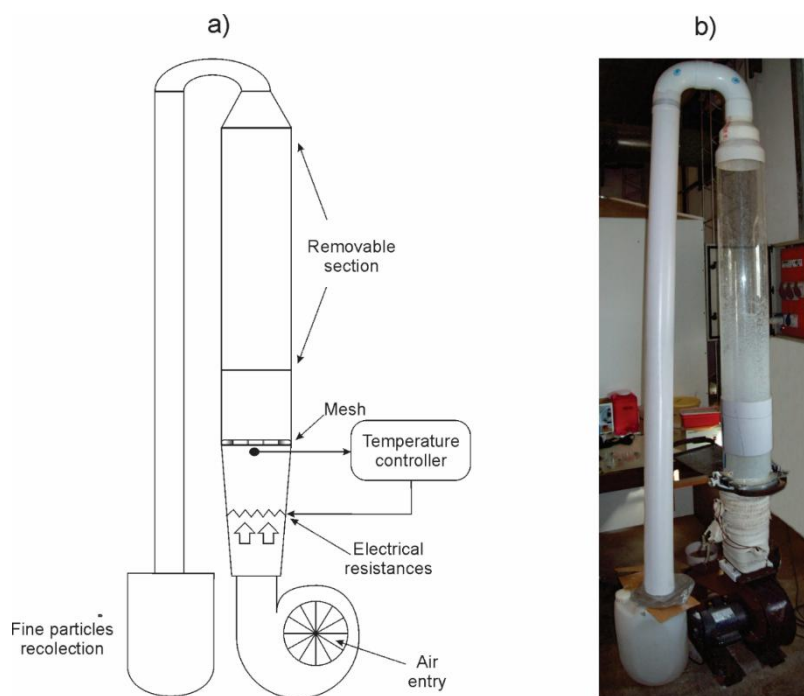 a)
b)
Removable
section
Mesh
Temperature
controller
Electrical
resistances
Fine particles
recolection
Air
entry